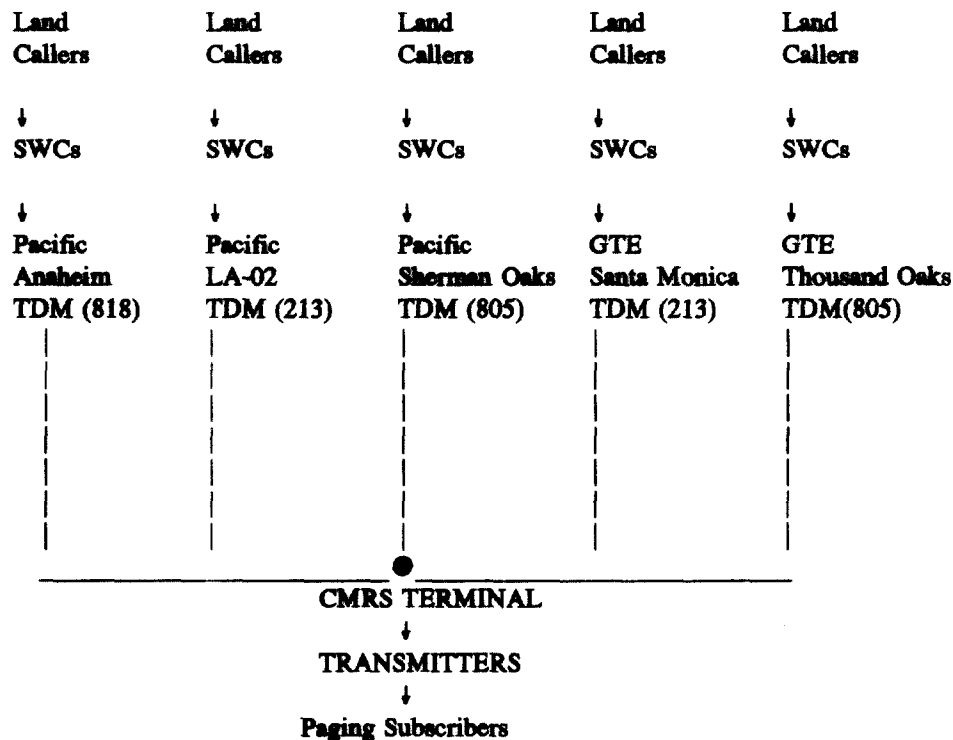 Land Land Land Land Land
Callers Callers Callers Callers Callers
↓ ↓ ↓ ↓ ↓
SWCs SWCs SWCs SWCs SWCs
↓ ↓ ↓ ↓ ↓
Pacific Pacific Pacific GTE GTE
Anaheim LA-02 Sherman Oaks Santa Monica Thousand Oaks
TDM (818) TDM (213) TDM (805) TDM (213) TDM(805)
CMRS TERMINAL
↓
TRANSMITTERS
↓
Paging Subscribers